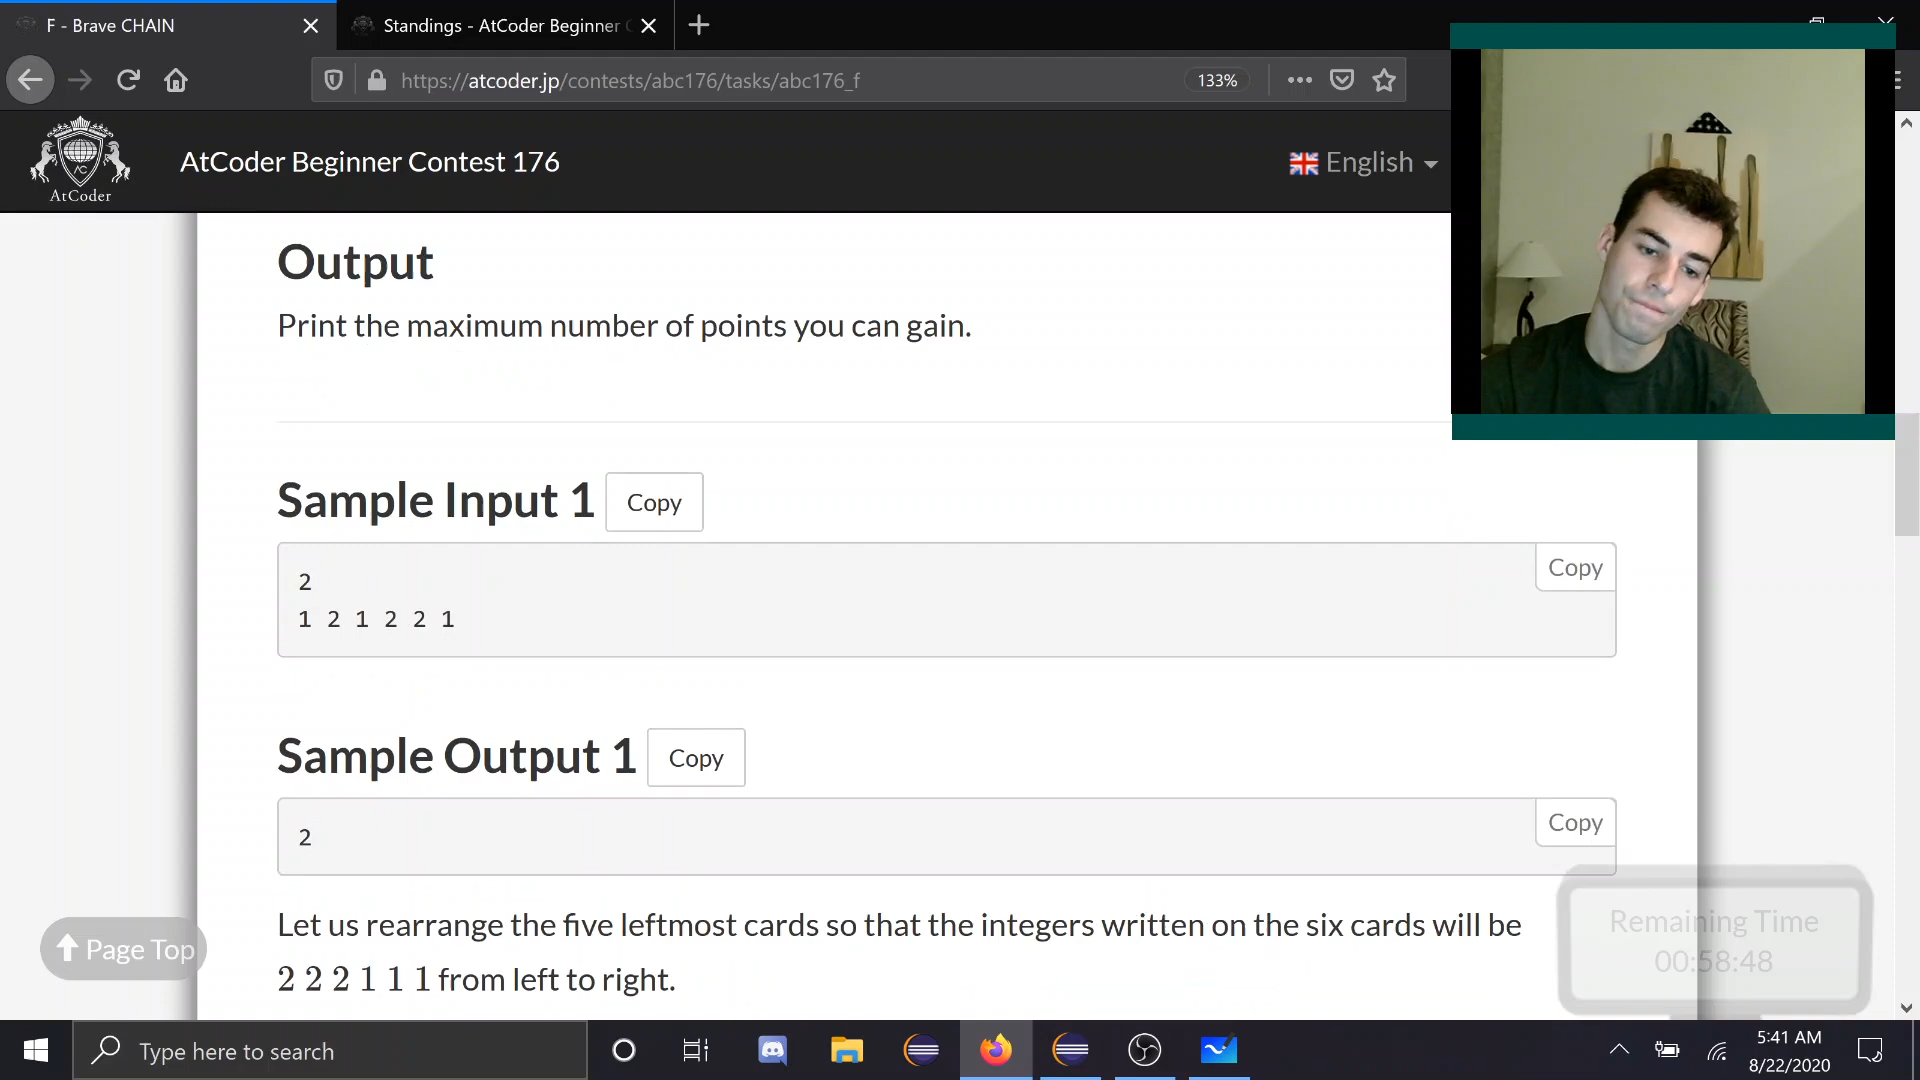 F - Brave CHAIN
Standings - AtCoder Beginner
https://atcoder.jp/contests/abc176/tasks/abc176_f
133%
AtCoder
AtCoder Beginner Contest 176
English
Output
Print the maximum number of points you can gain.
Sample Input 1
Copy
Copy
2
1 2 1 2 2 1
Sample Output 1
Copy
Copy
2
Let us rearrange the five leftmost cards so that the integers written on the six cards will be
2 2 2 1 1 1 from left to right.
Page Top
Remaining Time
00:58:48
Type here to search
5:41 AM
8/22/2020